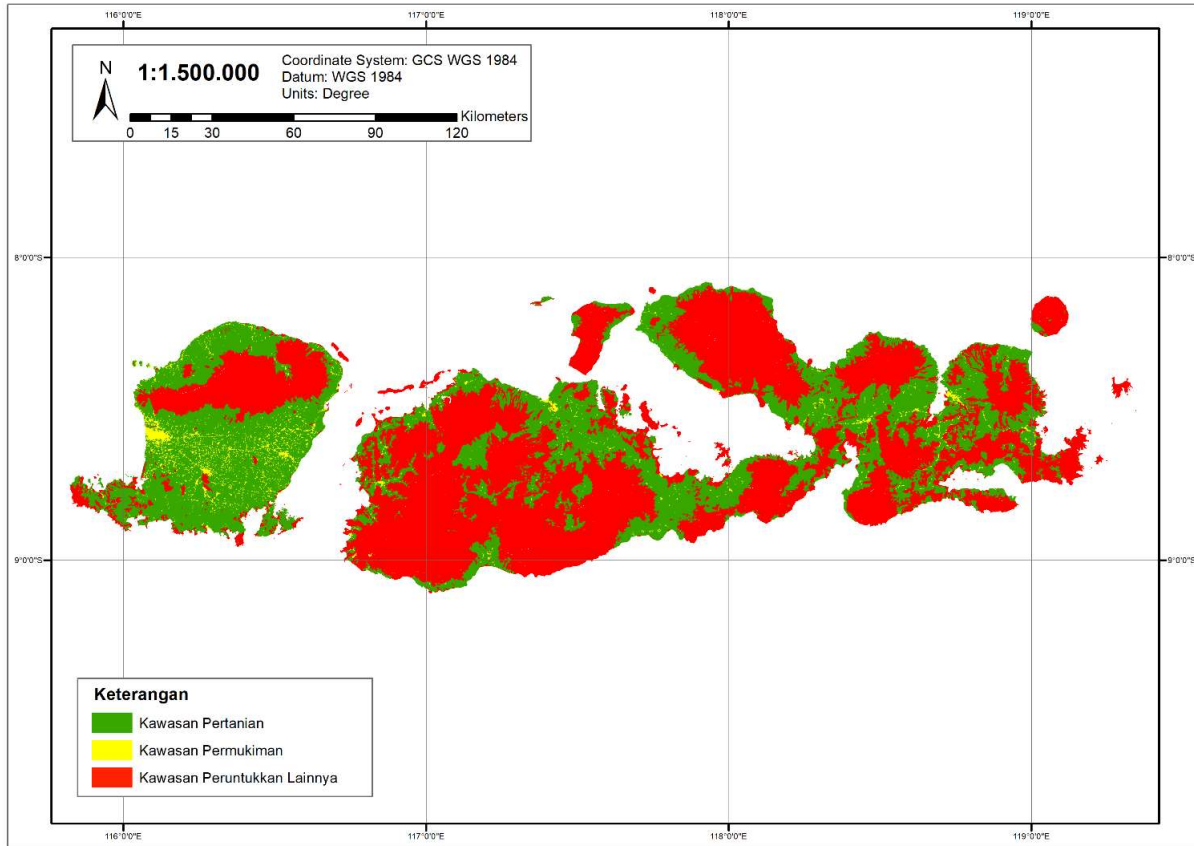 116°0'0"E 117°0'0"E 118°0'0"E 119°0'0"E
N
1:1.500.000
Coordinate System: GCS WGS 1984
Datum: WGS 1984
Units: Degree
Kilometers
0 15 30 60 90 120
8°0'0"S 8°0'0"S
9°0'0"S 9°0'0"S
Keterangan
Kawasan Pertanian
Kawasan Permukiman
Kawasan Peruntukkan Lainnya
116°0'0"E 117°0'0"E 118°0'0"E 119°0'0"E